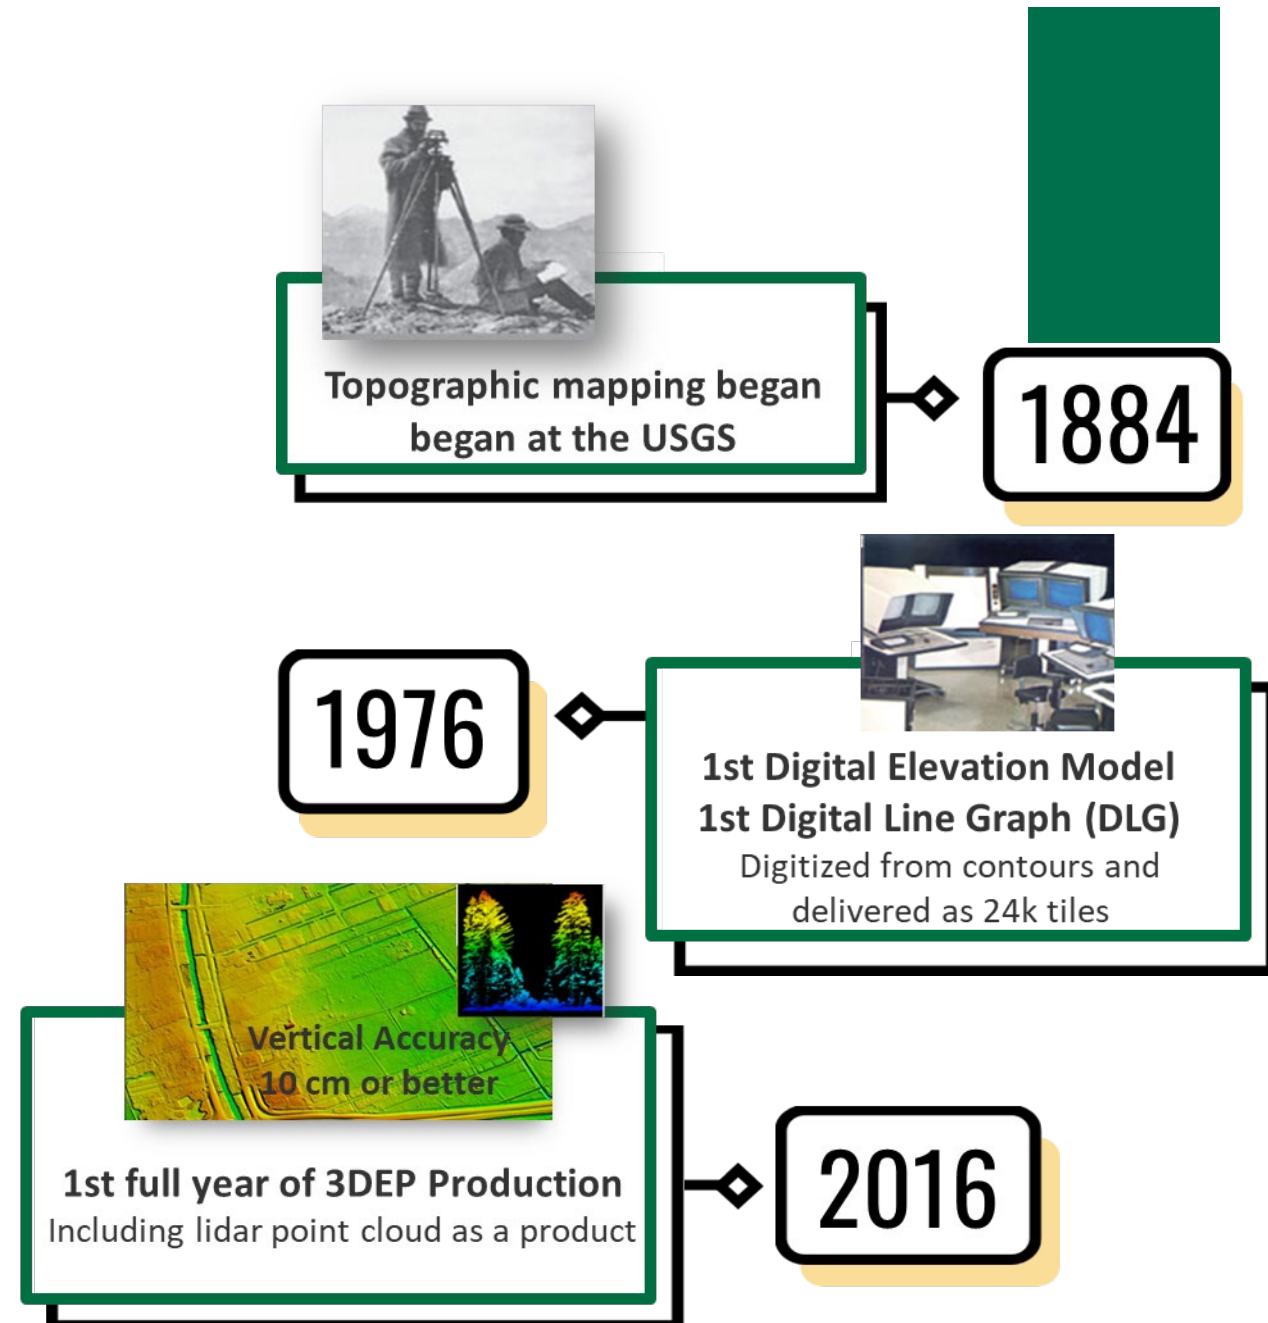 Topographic mapping began
began at the USGS
1884
1976
1st Digital Elevation Model
1st Digital Line Graph (DLG)
Digitized from contours and
delivered as 24k tiles
Vertical Accuracy
10 cm or better
1st full year of 3DEP Production
Including lidar point cloud as a product
2016